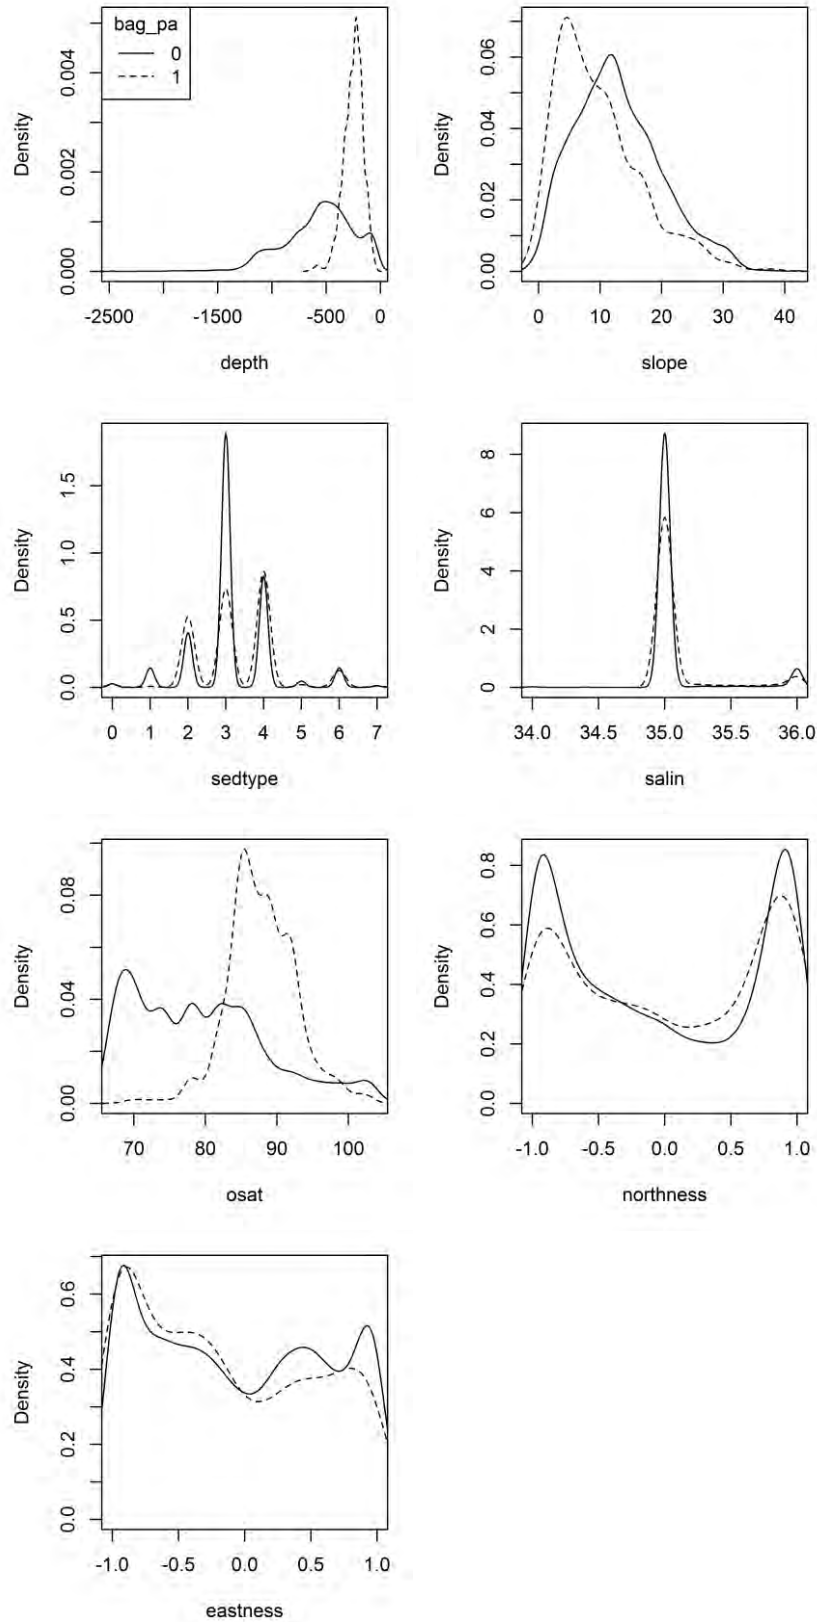 bag_pa
0
1
Density
0.000 0.002 0.004
-2500 -1500 -500 0
depth
Density
0.00 0.02 0.04 0.06
0 10 20 30 40
slope
Density
0.0 0.5 1.0 1.5
0 1 2 3 4 5 6 7
sedtype
Density
0 2 4 6 8
34.0 34.5 35.0 35.5 36.0
salin
Density
0.00 0.04 0.08
70 80 90 100
osat
Density
0.0 0.2 0.4 0.6 0.8
-1.0 -0.5 0.0 0.5 1.0
northness
Density
0.0 0.2 0.4 0.6
-1.0 -0.5 0.0 0.5 1.0
eastness